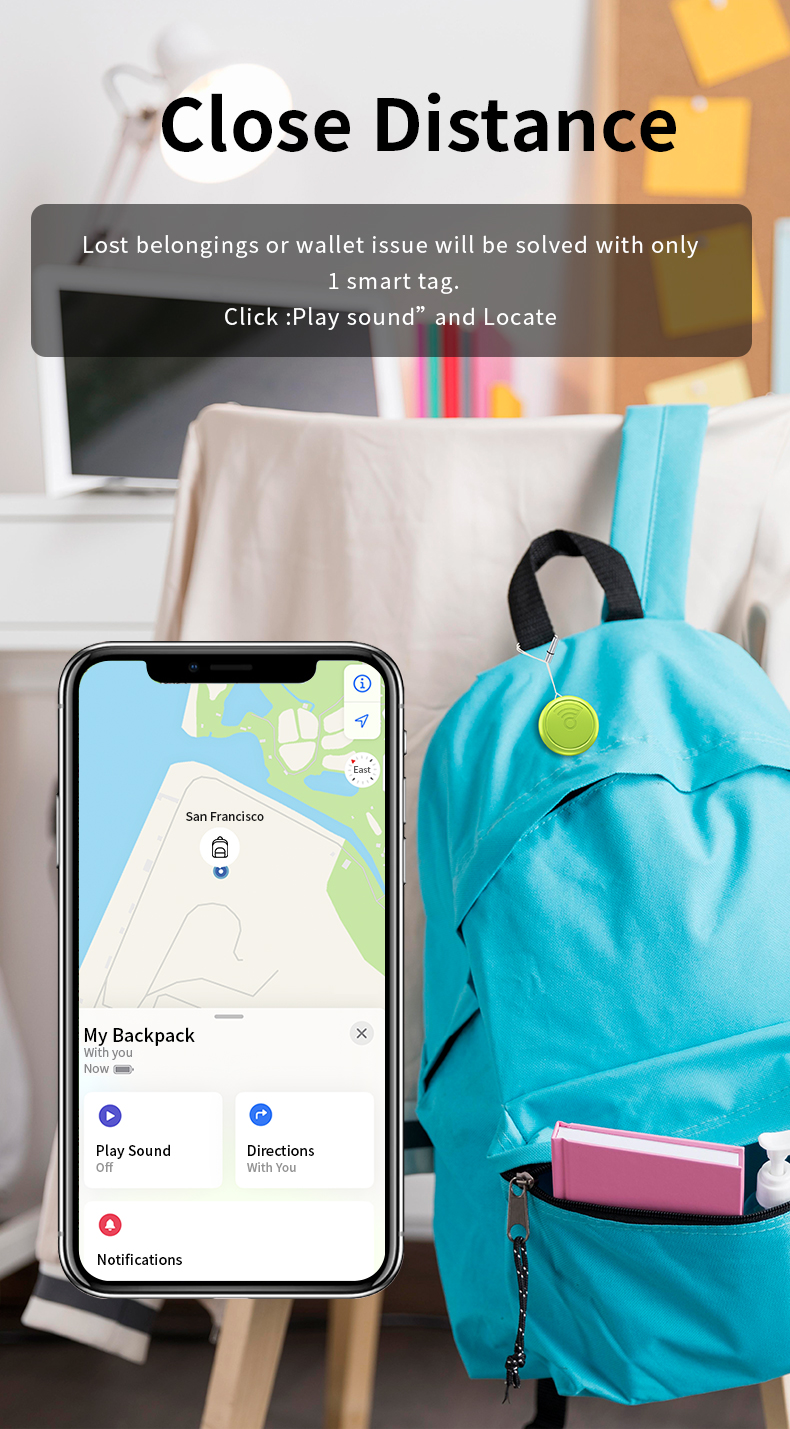 Close Distance
Lost belongings or wallet issue will be solved with only
1 smart tag.
Click :Play sound” and Locate
East
San Francisco
My Backpack
With you
Now
Play Sound
Off
Directions
With You
Notifications